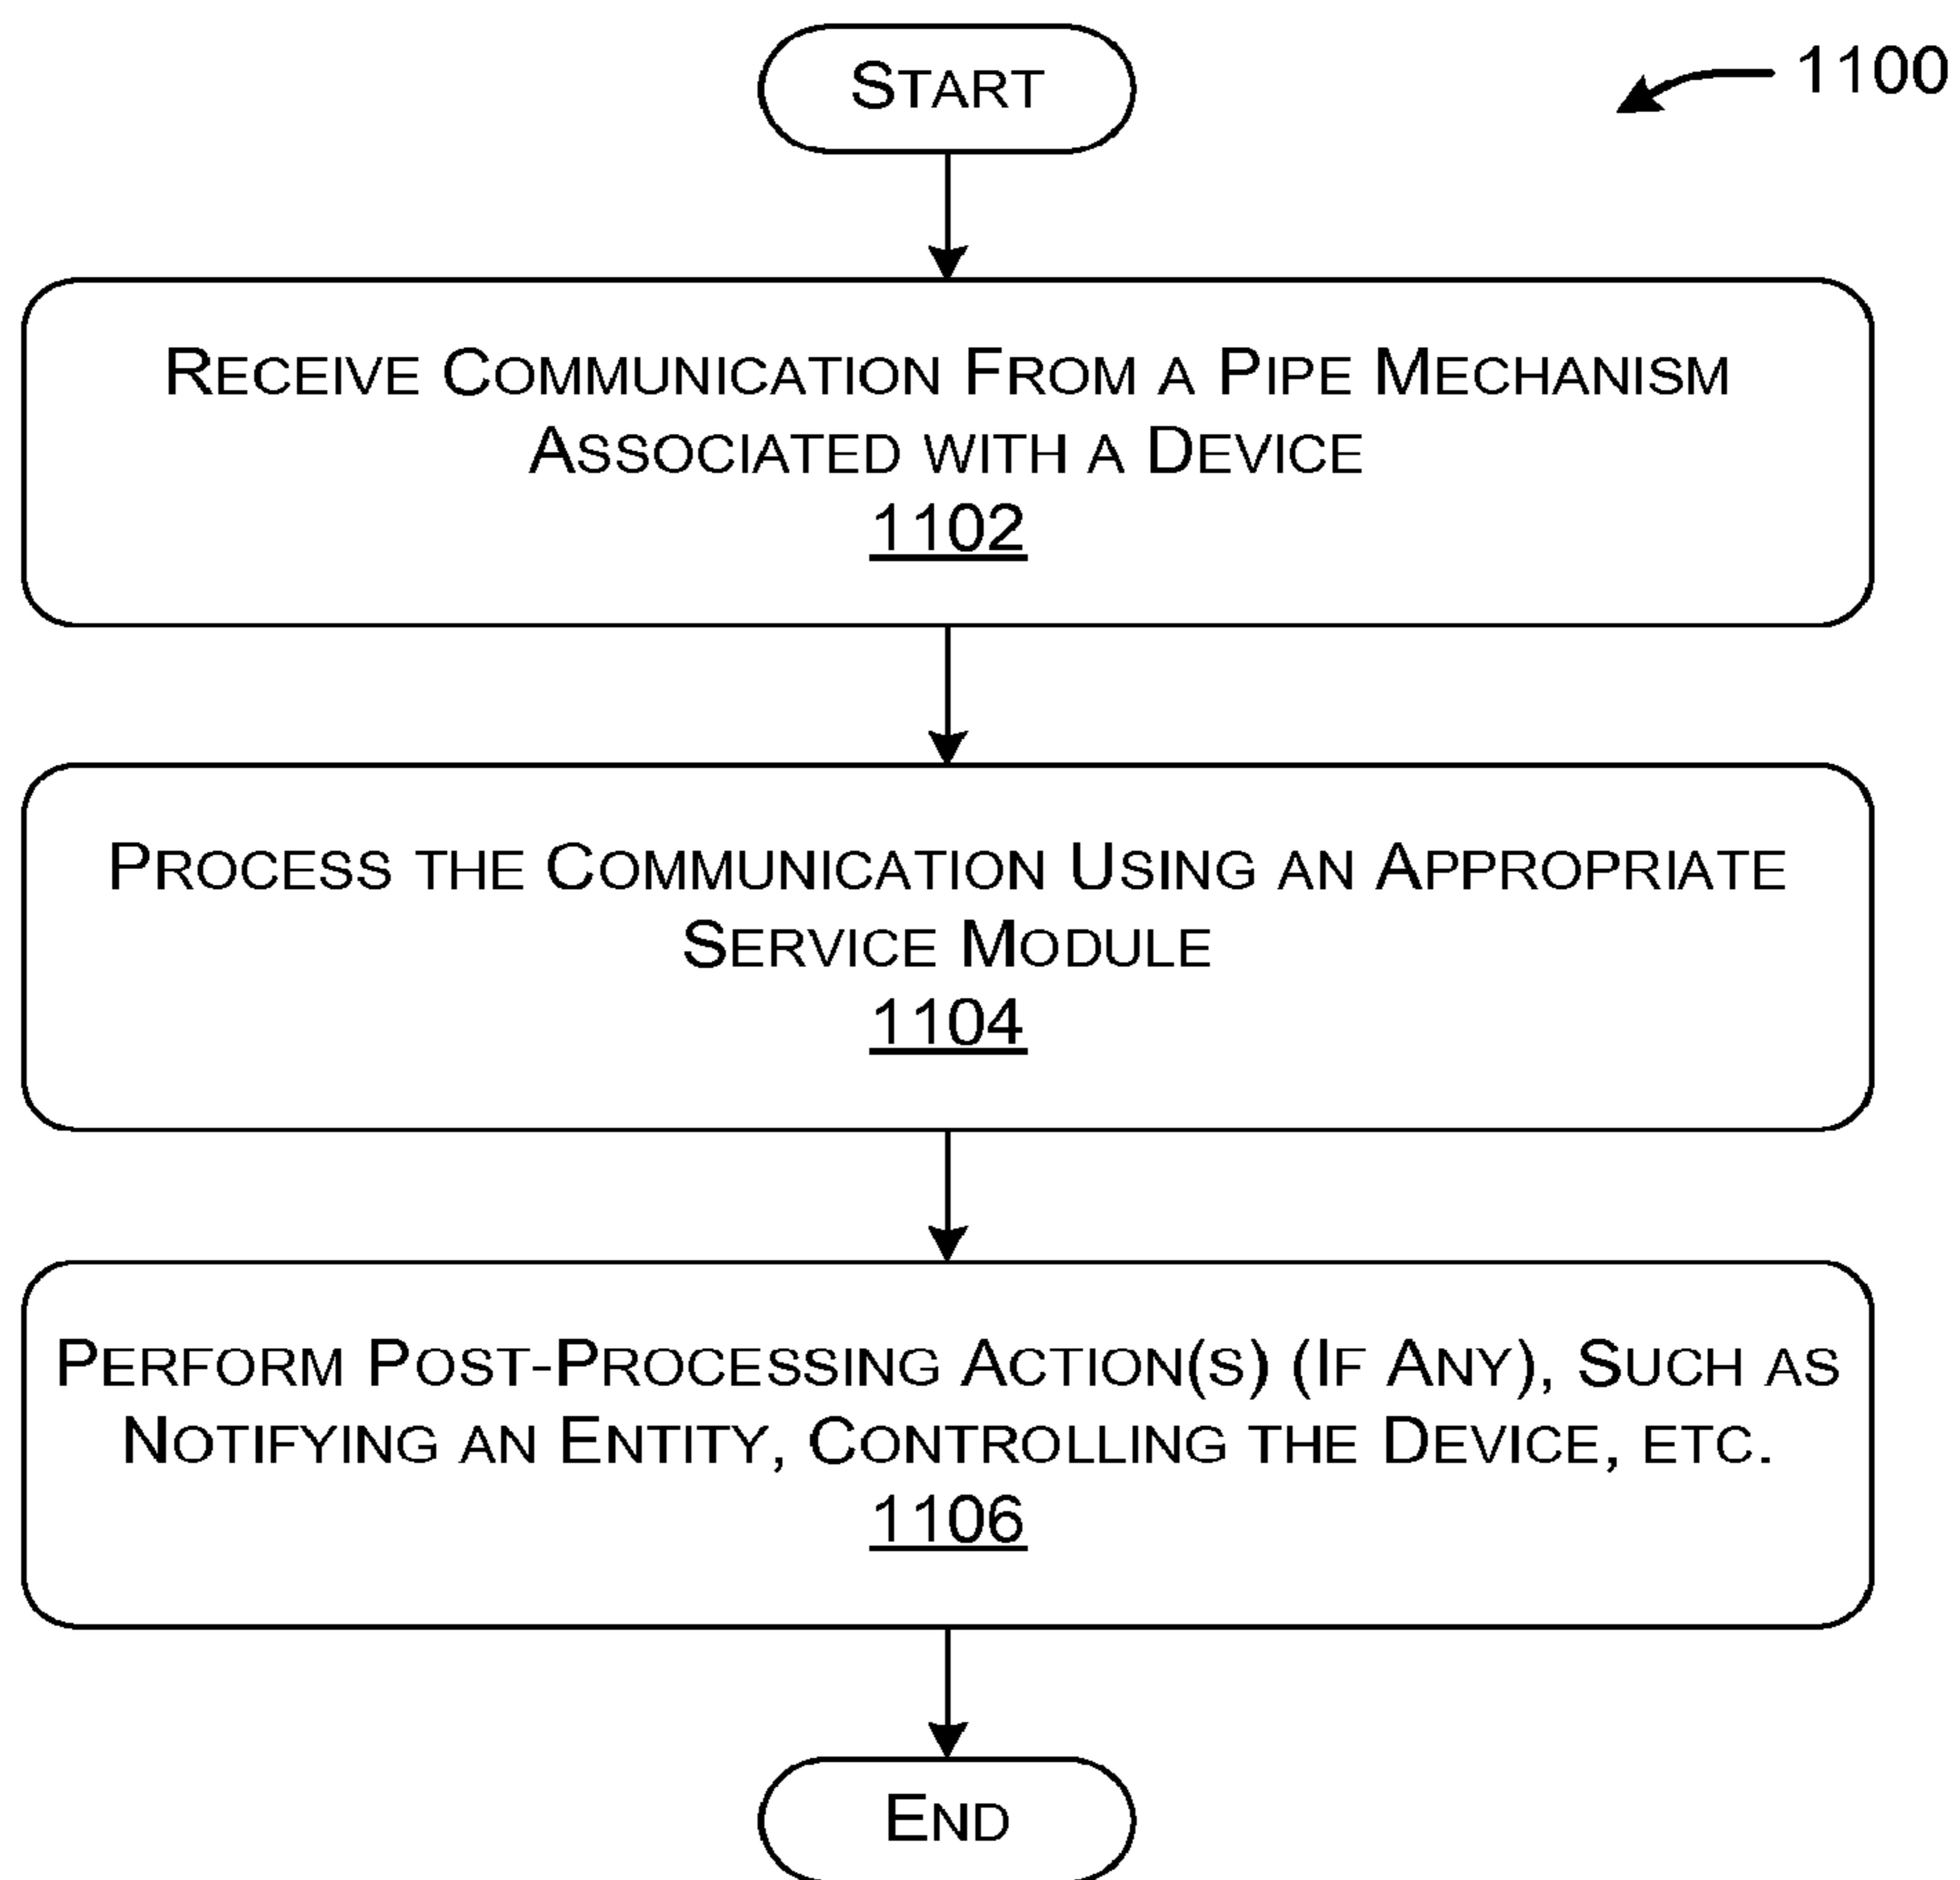 START
1100
RECEIVE COMMUNICATION FROM A PIPE MECHANISM
ASSOCIATED WITH A DEVICE
1102
PROCESS THE COMMUNICATION USING AN APPROPRIATE
SERVICE MODULE
1104
PERFORM POST-PROCESSING ACTION(S) (IF ANY), SUCH AS
NOTIFYING AN ENTITY, CONTROLLING THE DEVICE, ETC.
1106
END